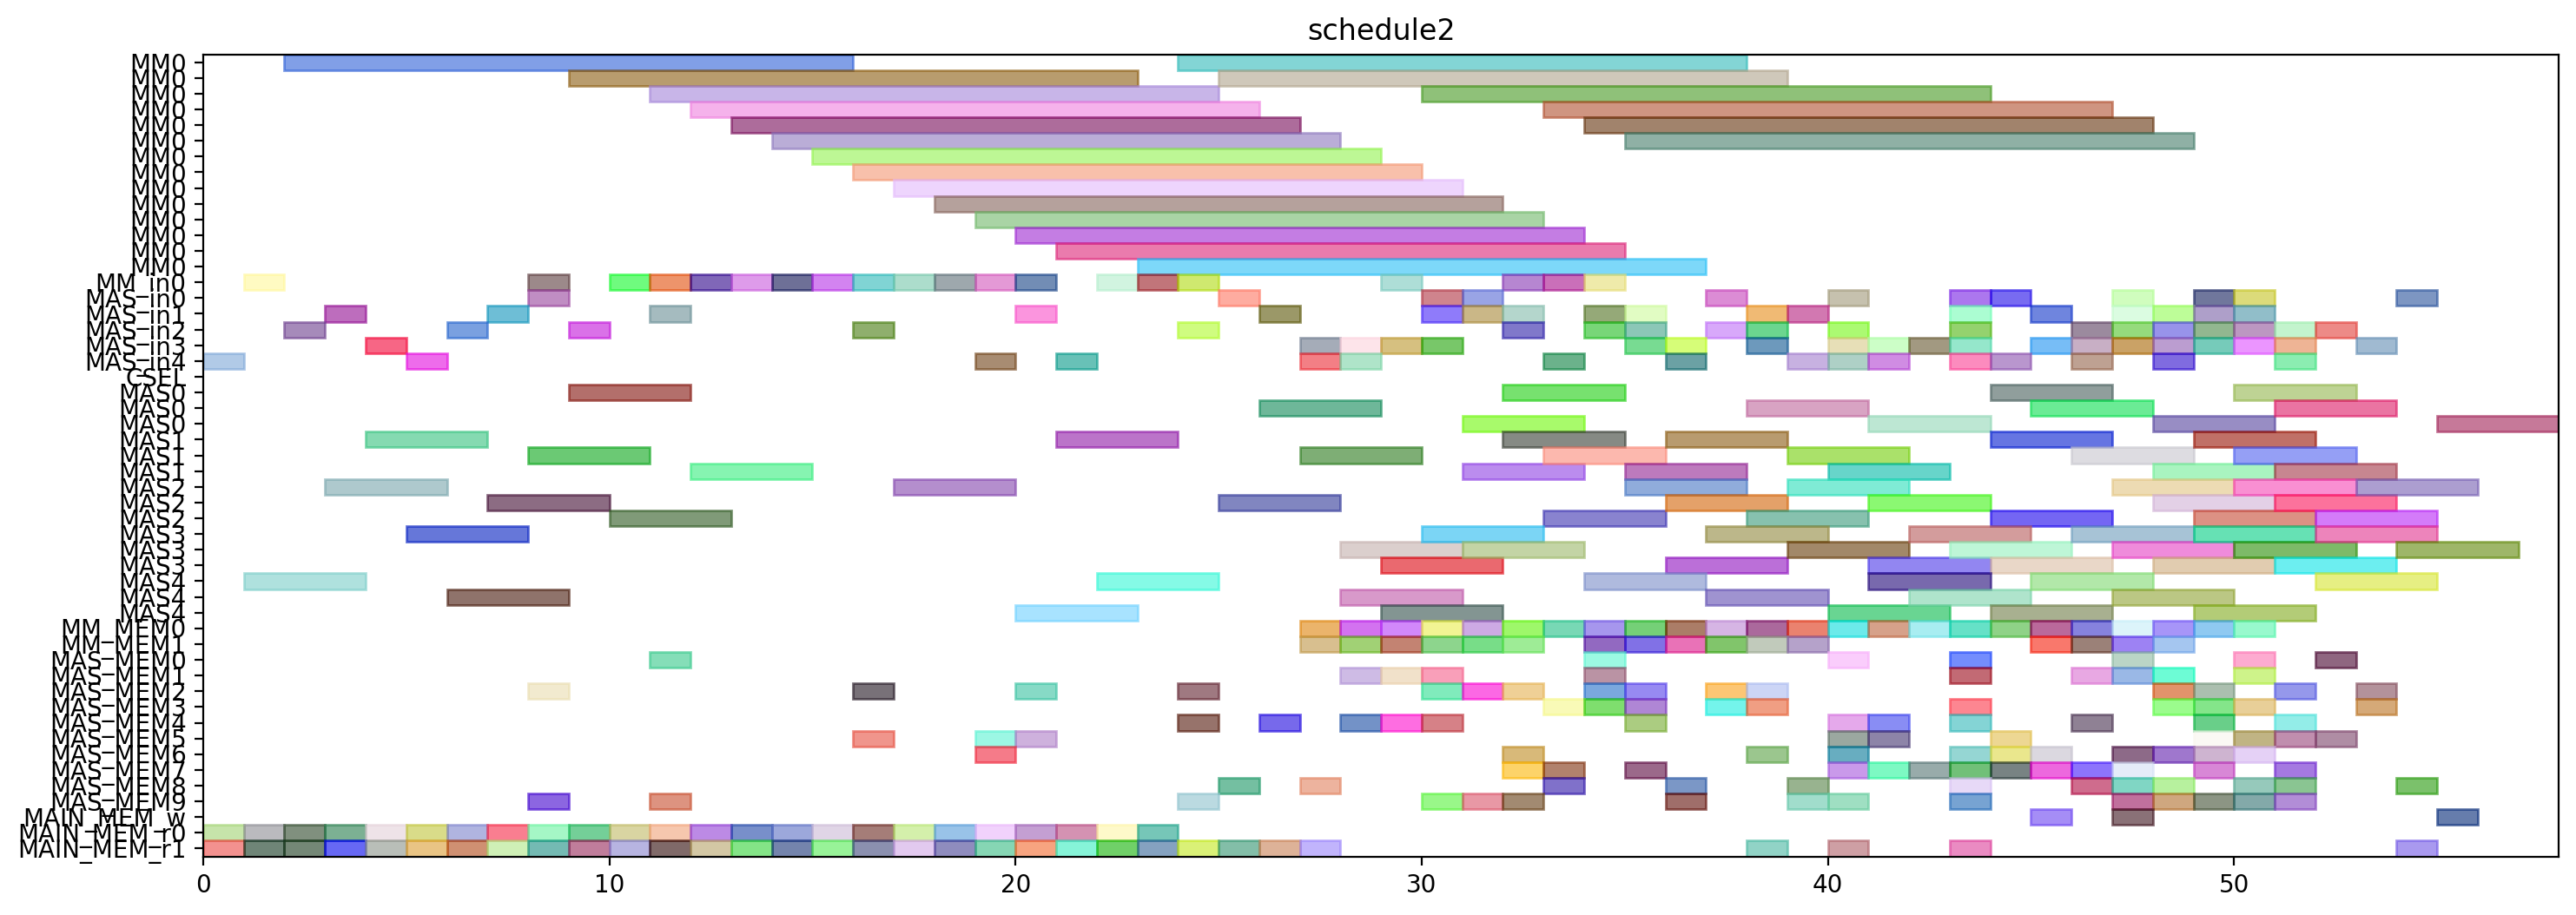 schedule2
MM0
MM0
MM0
MM0
MM0
MM0
MM0
MM0
MM0
MM0
MM0
MM0
MM0
MM0
MM_in0
MAS_in0
MAS_in1
MAS_in2
MAS_in3
MAS_in4
CSEL
MAS0
MAS0
MAS0
MAS1
MAS1
MAS1
MAS2
MAS2
MAS2
MAS3
MAS3
MAS3
MAS4
MAS4
MAS4
MM_MEM0
MM_MEM1
MAS_MEM0
MAS_MEM1
MAS_MEM2
MAS_MEM3
MAS_MEM4
MAS_MEM5
MAS_MEM6
MAS_MEM7
MAS_MEM8
MAS_MEM9
MAIN_MEM_w
MAIN_MEM_r0
MAIN_MEM_r1
0 10 20 30 40 50